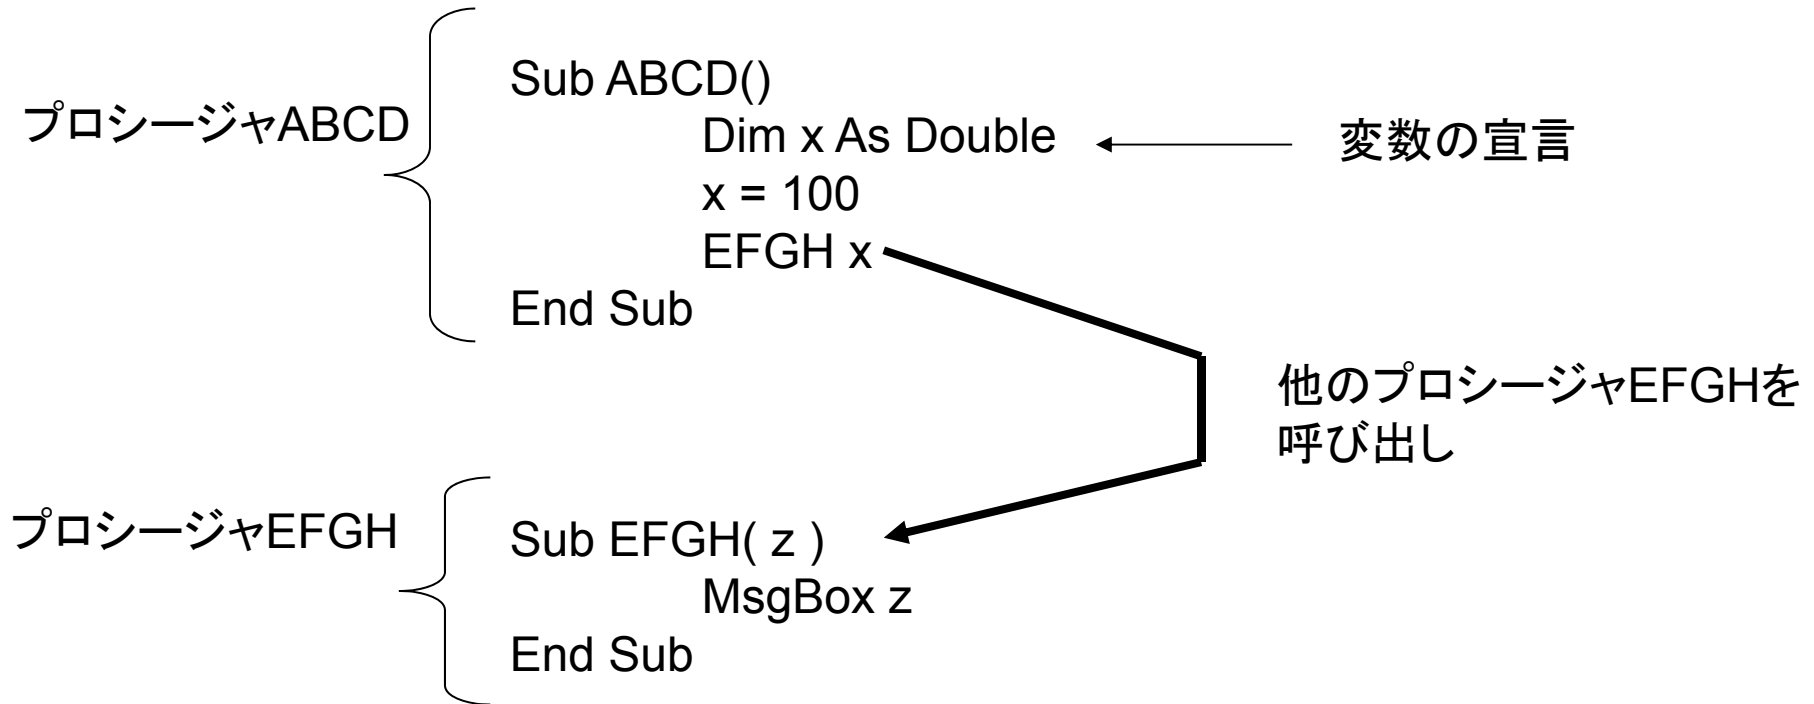 プロシージャABCD
Sub ABCD()
Dim x As Double
変数の宣言
x = 100
EFGH x
End Sub
他のプロシージャEFGHを
呼び出し
プロシージャEFGH
Sub EFGH( z )
MsgBox z
End Sub